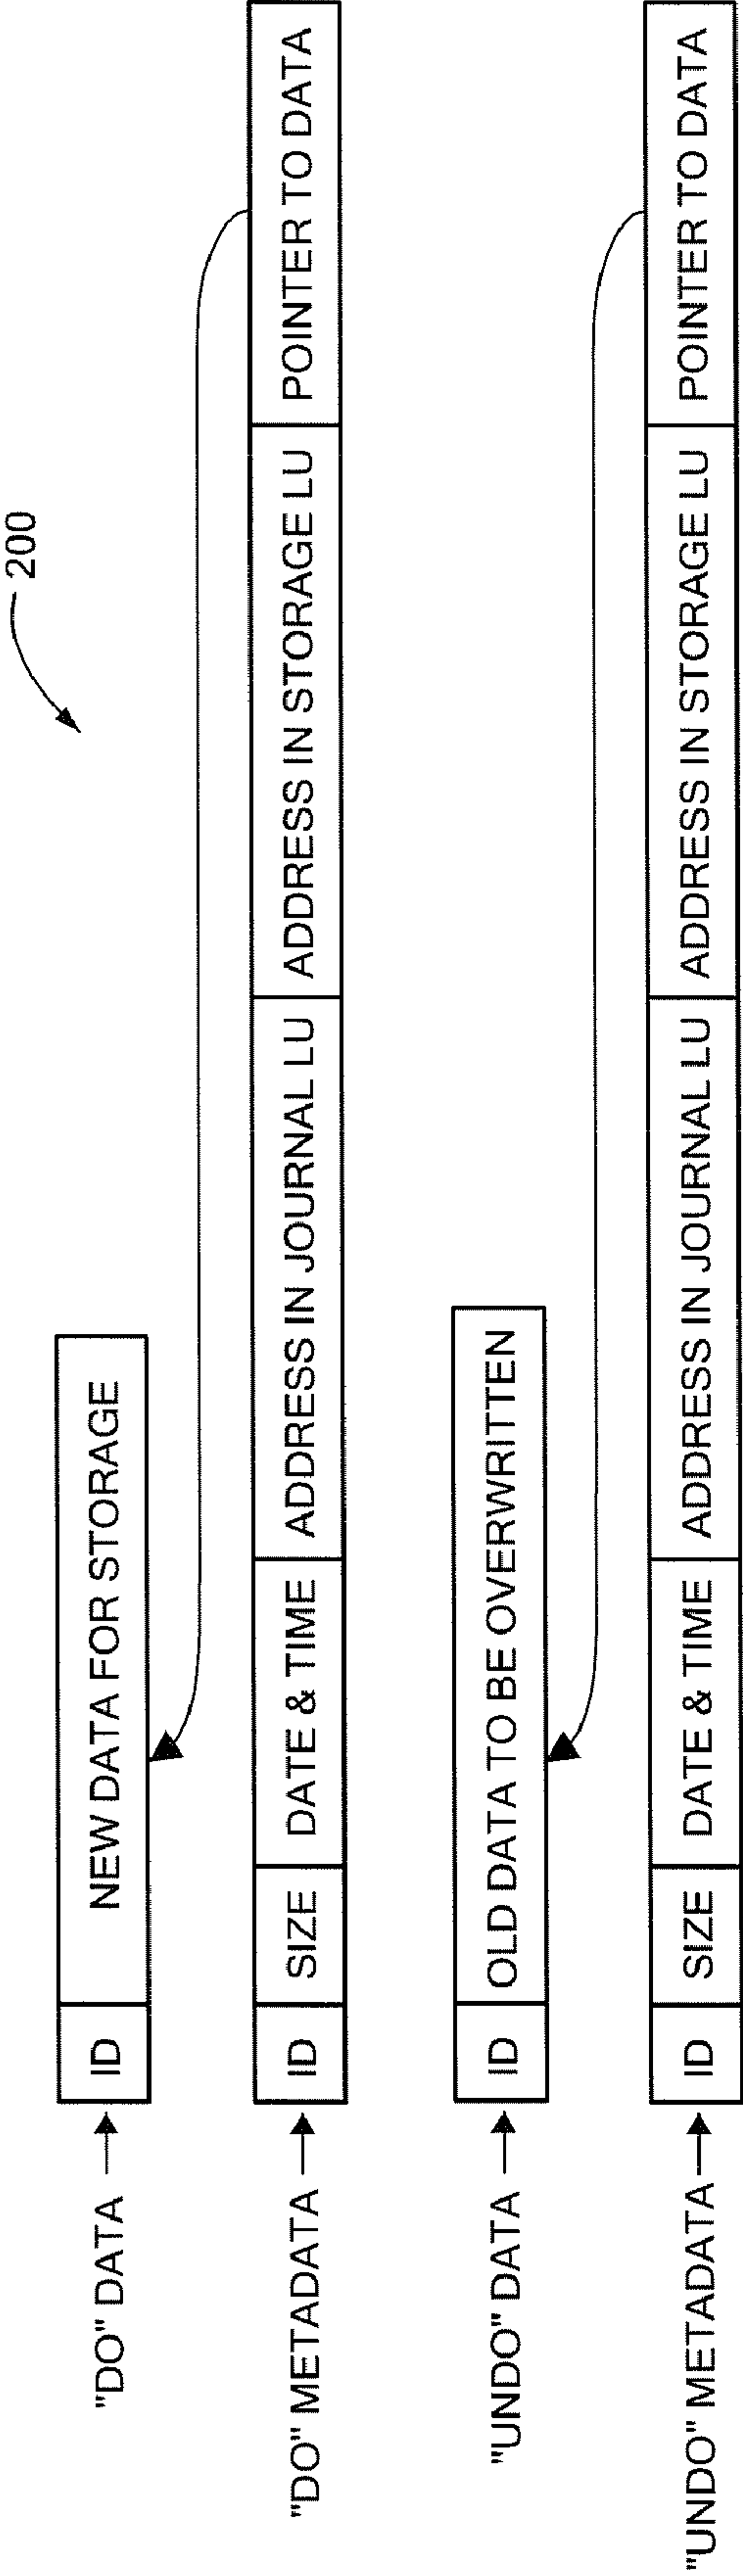 200
"DO" DATA
ID
NEW DATA FOR STORAGE
"DO" METADATA
ID
SIZE
DATE & TIME
ADDRESS IN JOURNAL LU
ADDRESS IN STORAGE LU
POINTER TO DATA
"UNDO" DATA
ID
OLD DATA TO BE OVERWRITTEN
"UNDO" METADATA
ID
SIZE
DATE & TIME
ADDRESS IN JOURNAL LU
ADDRESS IN STORAGE LU
POINTER TO DATA